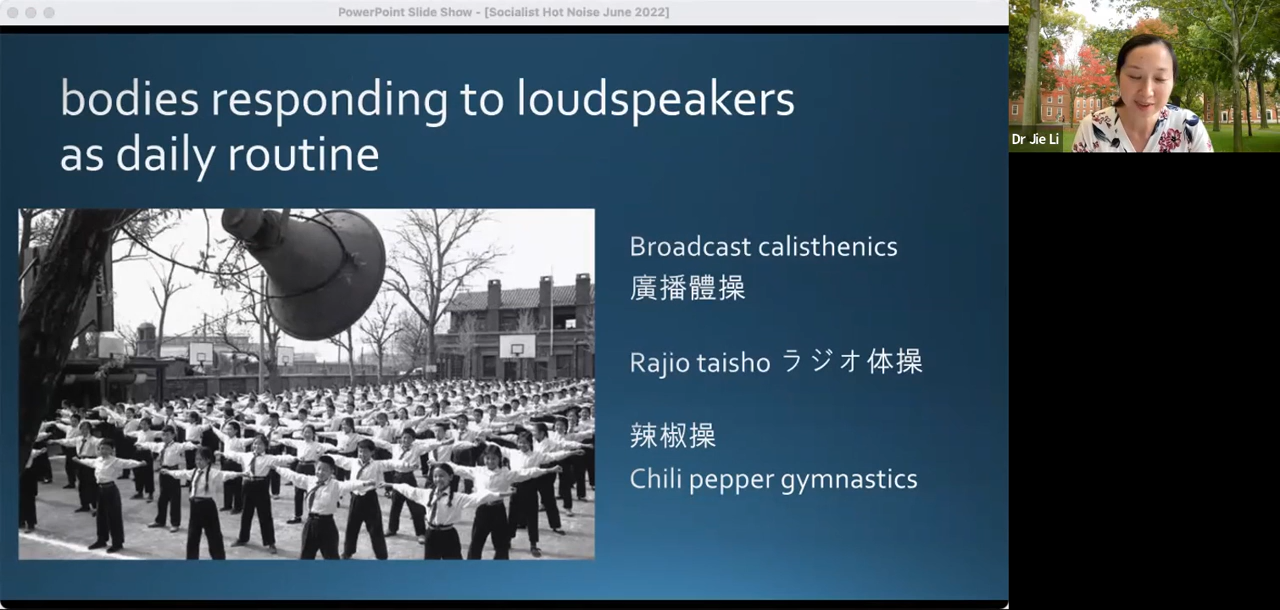 PowerPoint Slide Show - [Socialist Hot Noise June 2022]
bodies responding to loudspeakers
as daily routine
Broadcast calisthenics
廣播體操
Rajio taisho ラジオ体操
辣椒操
Chili pepper gymnastics
Dr Jie Li